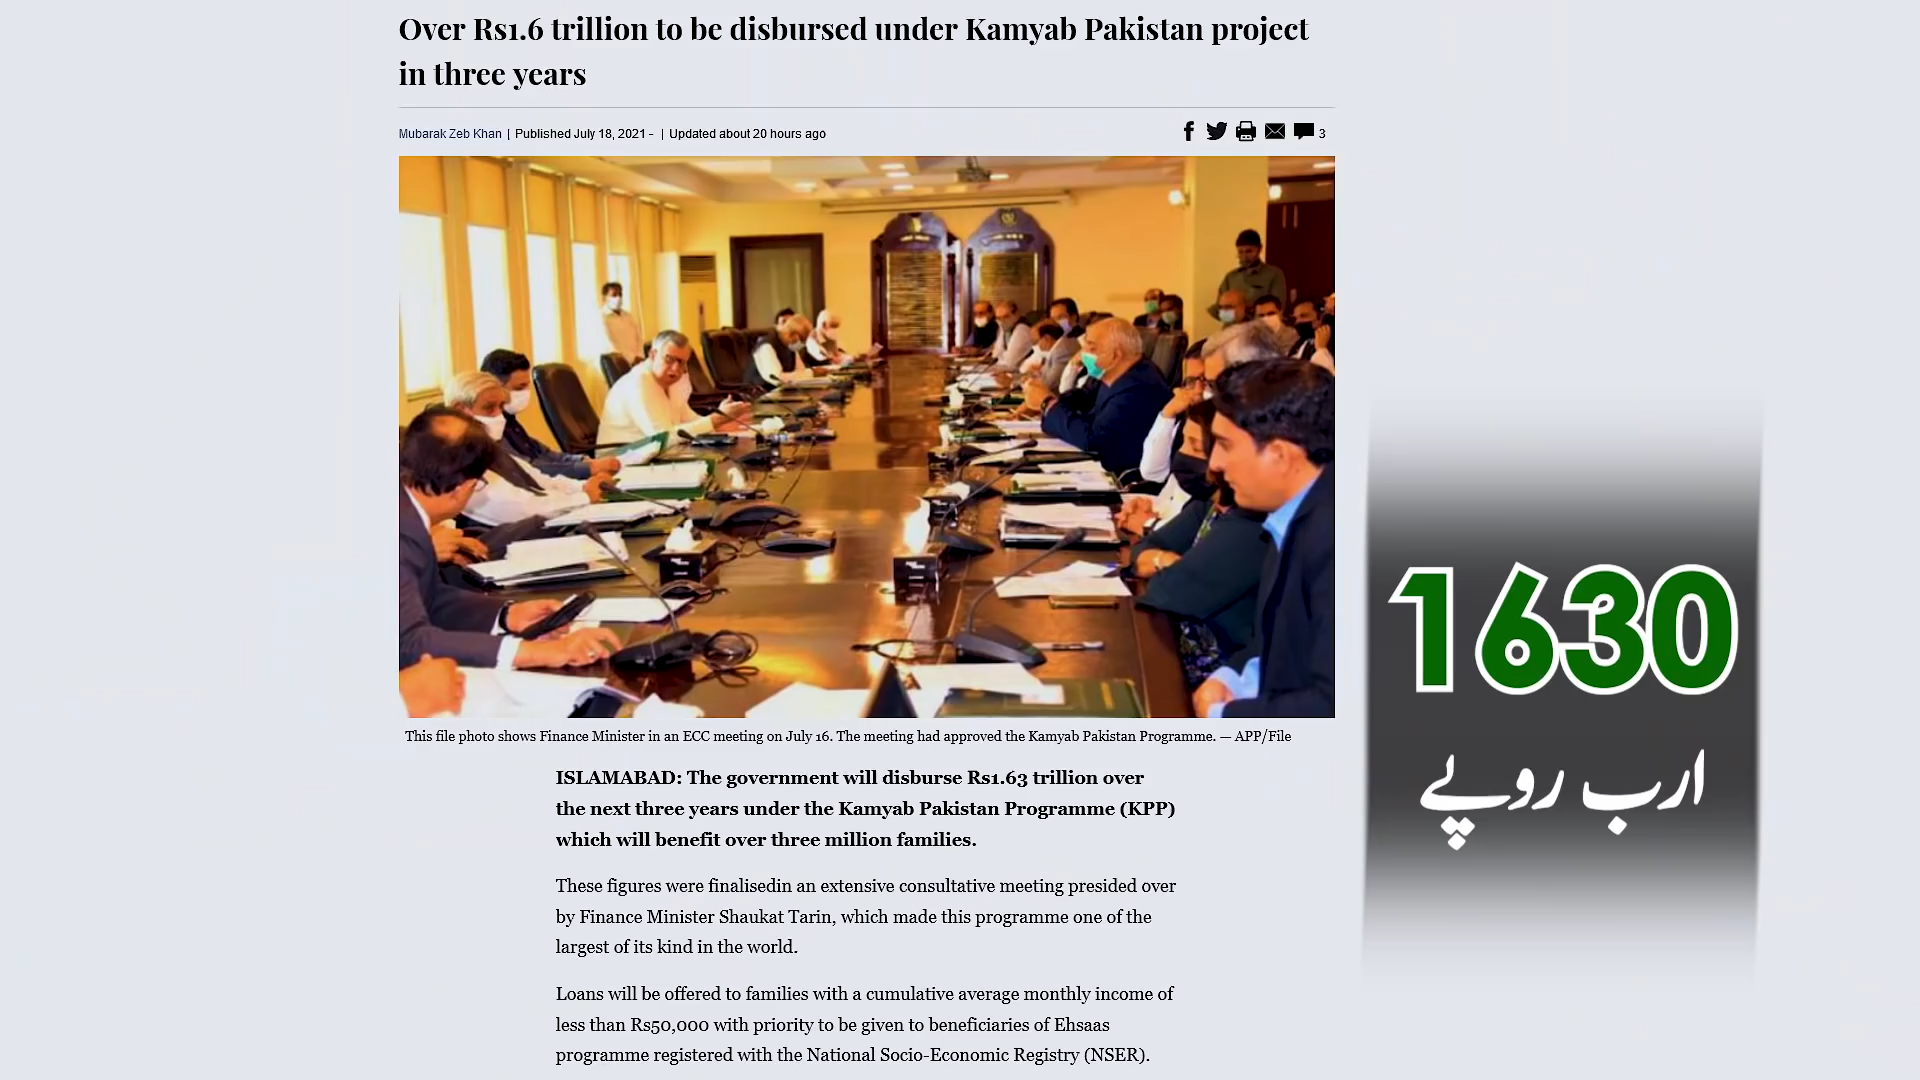 Over Rs1.6 trillion to be disbursed under Kamyab Pakistan project
in three years
Mubarak Zeb Khan | Published July 18, 2021 - | Updated about 20 hours ago
3
This file photo shows Finance Minister in an ECC meeting on July 16. The meeting had approved the Kamyab Pakistan Programme. — APP/File
ISLAMABAD: The government will disburse Rs1.63 trillion over
the next three years under the Kamyab Pakistan Programme (KPP)
which will benefit over three million families.
These figures were finalisedin an extensive consultative meeting presided over
by Finance Minister Shaukat Tarin, which made this programme one of the
largest of its kind in the world.
Loans will be offered to families with a cumulative average monthly income of
less than Rs50,000 with priority to be given to beneficiaries of Ehsaas
programme registered with the National Socio-Economic Registry (NSER).
1630
ارب روپے